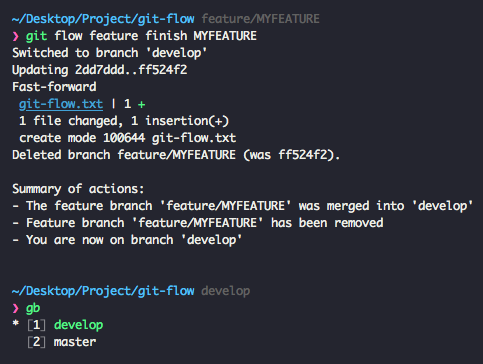 ~/Desktop/Project/git-flow feature/MYFEATURE
❯ git flow feature finish MYFEATURE
Switched to branch 'develop'
Updating 2dd7ddd..ff524f2
Fast-forward
 git-flow.txt | 1 +
 1 file changed, 1 insertion(+)
 create mode 100644 git-flow.txt
Deleted branch feature/MYFEATURE (was ff524f2).

Summary of actions:
- The feature branch 'feature/MYFEATURE' was merged into 'develop'
- Feature branch 'feature/MYFEATURE' has been removed
- You are now on branch 'develop'

~/Desktop/Project/git-flow develop
❯ gb
* [1] develop
  [2] master